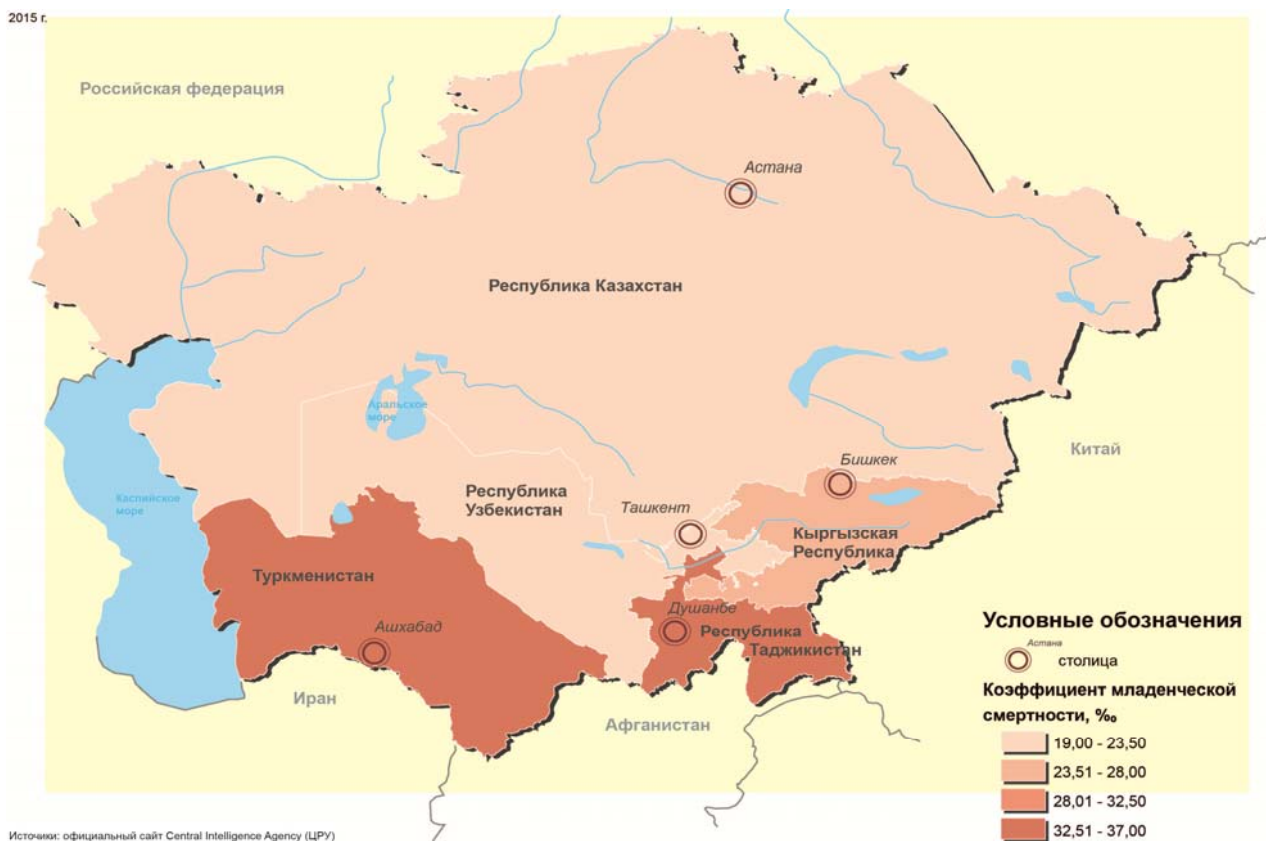 2015 г.
Российская федерация
Астана
Республика Казахстан
Аральское
море
Китай
Бишкек
Каспийское
море
Республика
Узбекистан
Ташкент
Кыргызская
Республика
Туркменистан
Душанбе
Республика
Таджикистан
Ашхабад
Иран
Афганистан
Условные обозначения
Астана
столица
Коэффициент младенческой
смертности, ‰
19,00 - 23,50
23,51 - 28,00
28,01 - 32,50
32,51 - 37,00
Источики: официальный сайт Central Intelligence Agency (ЦРУ)